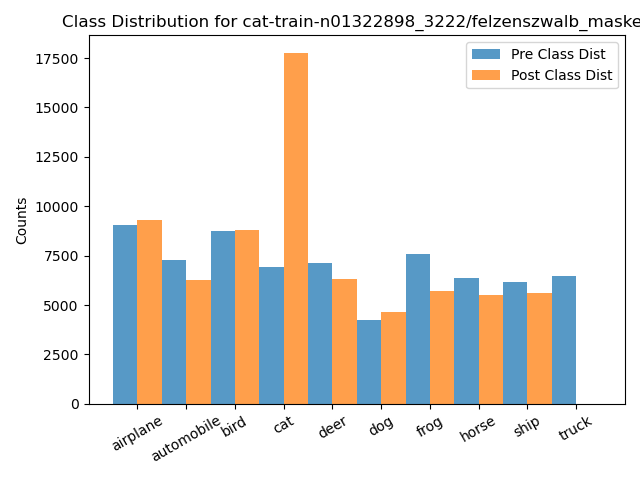 Class Distribution for cat-train-n01322898_3222/felzenszwalb_maske
Pre Class Dist
Post Class Dist
Counts
17500
15000
12500
10000
7500
5000
2500
0
airplane
automobile
bird
cat
deer
dog
frog
horse
ship
truck